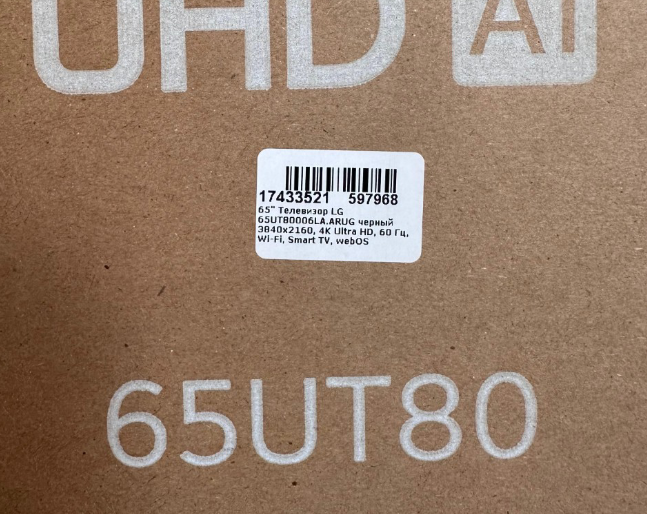 UHD AI
17433521 597968
65" Телевизор LG
65UT80006LA.ARUG черный
3840x2160, 4K Ultra HD, 60 Гц,
Wi-Fi, Smart TV, webOS
65UT80